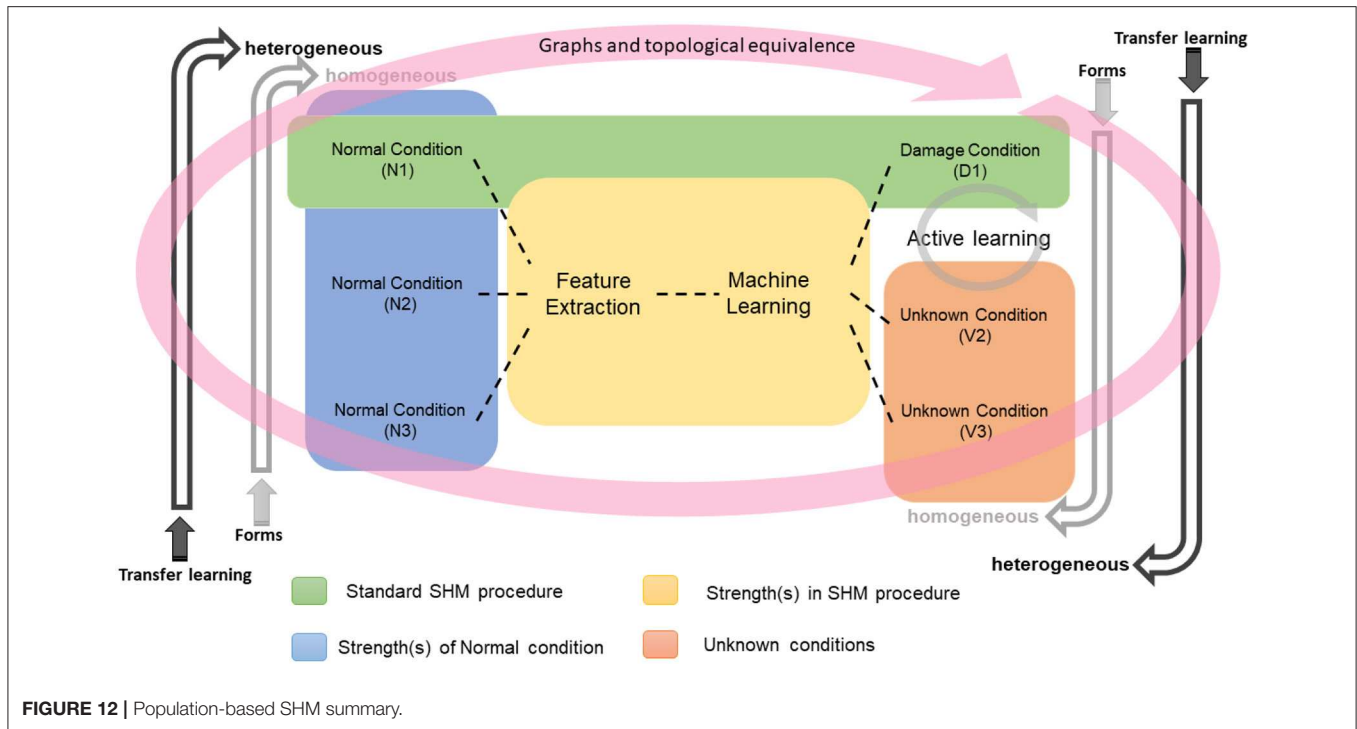 Transfer learning
heterogeneous
Graphs and topological equivalence
homogeneous
Forms
Normal Condition
(N1)
Damage Condition
(D1)
Active learning
Normal Condition
(N2)
Feature
Extraction
Machine
Learning
Unknown Condition
(V2)
Normal Condition
(N3)
Unknown Condition
(V3)
homogeneous
Forms
heterogeneous
Transfer learning
Standard SHM procedure
Strength(s) in SHM procedure
Strength(s) of Normal condition
Unknown conditions
FIGURE 12 | Population-based SHM summary.